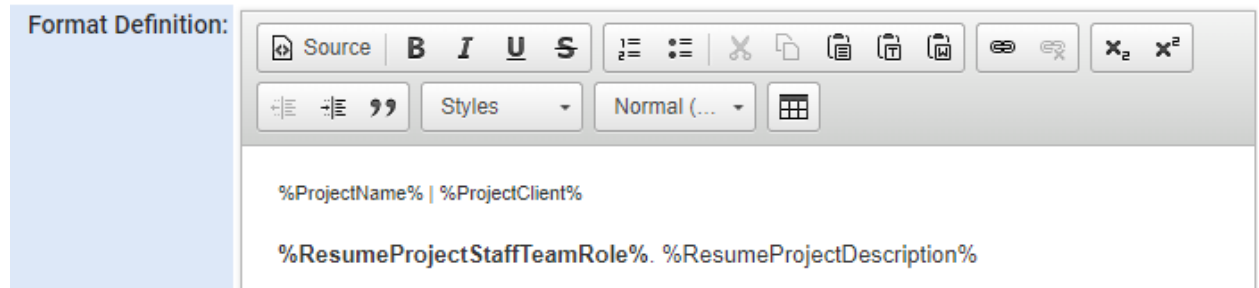 Format Definition:
Source B I U S
Styles Normal (...
%ProjectName% | %ProjectClient%
%ResumeProjectStaffTeamRole%. %ResumeProjectDescription%